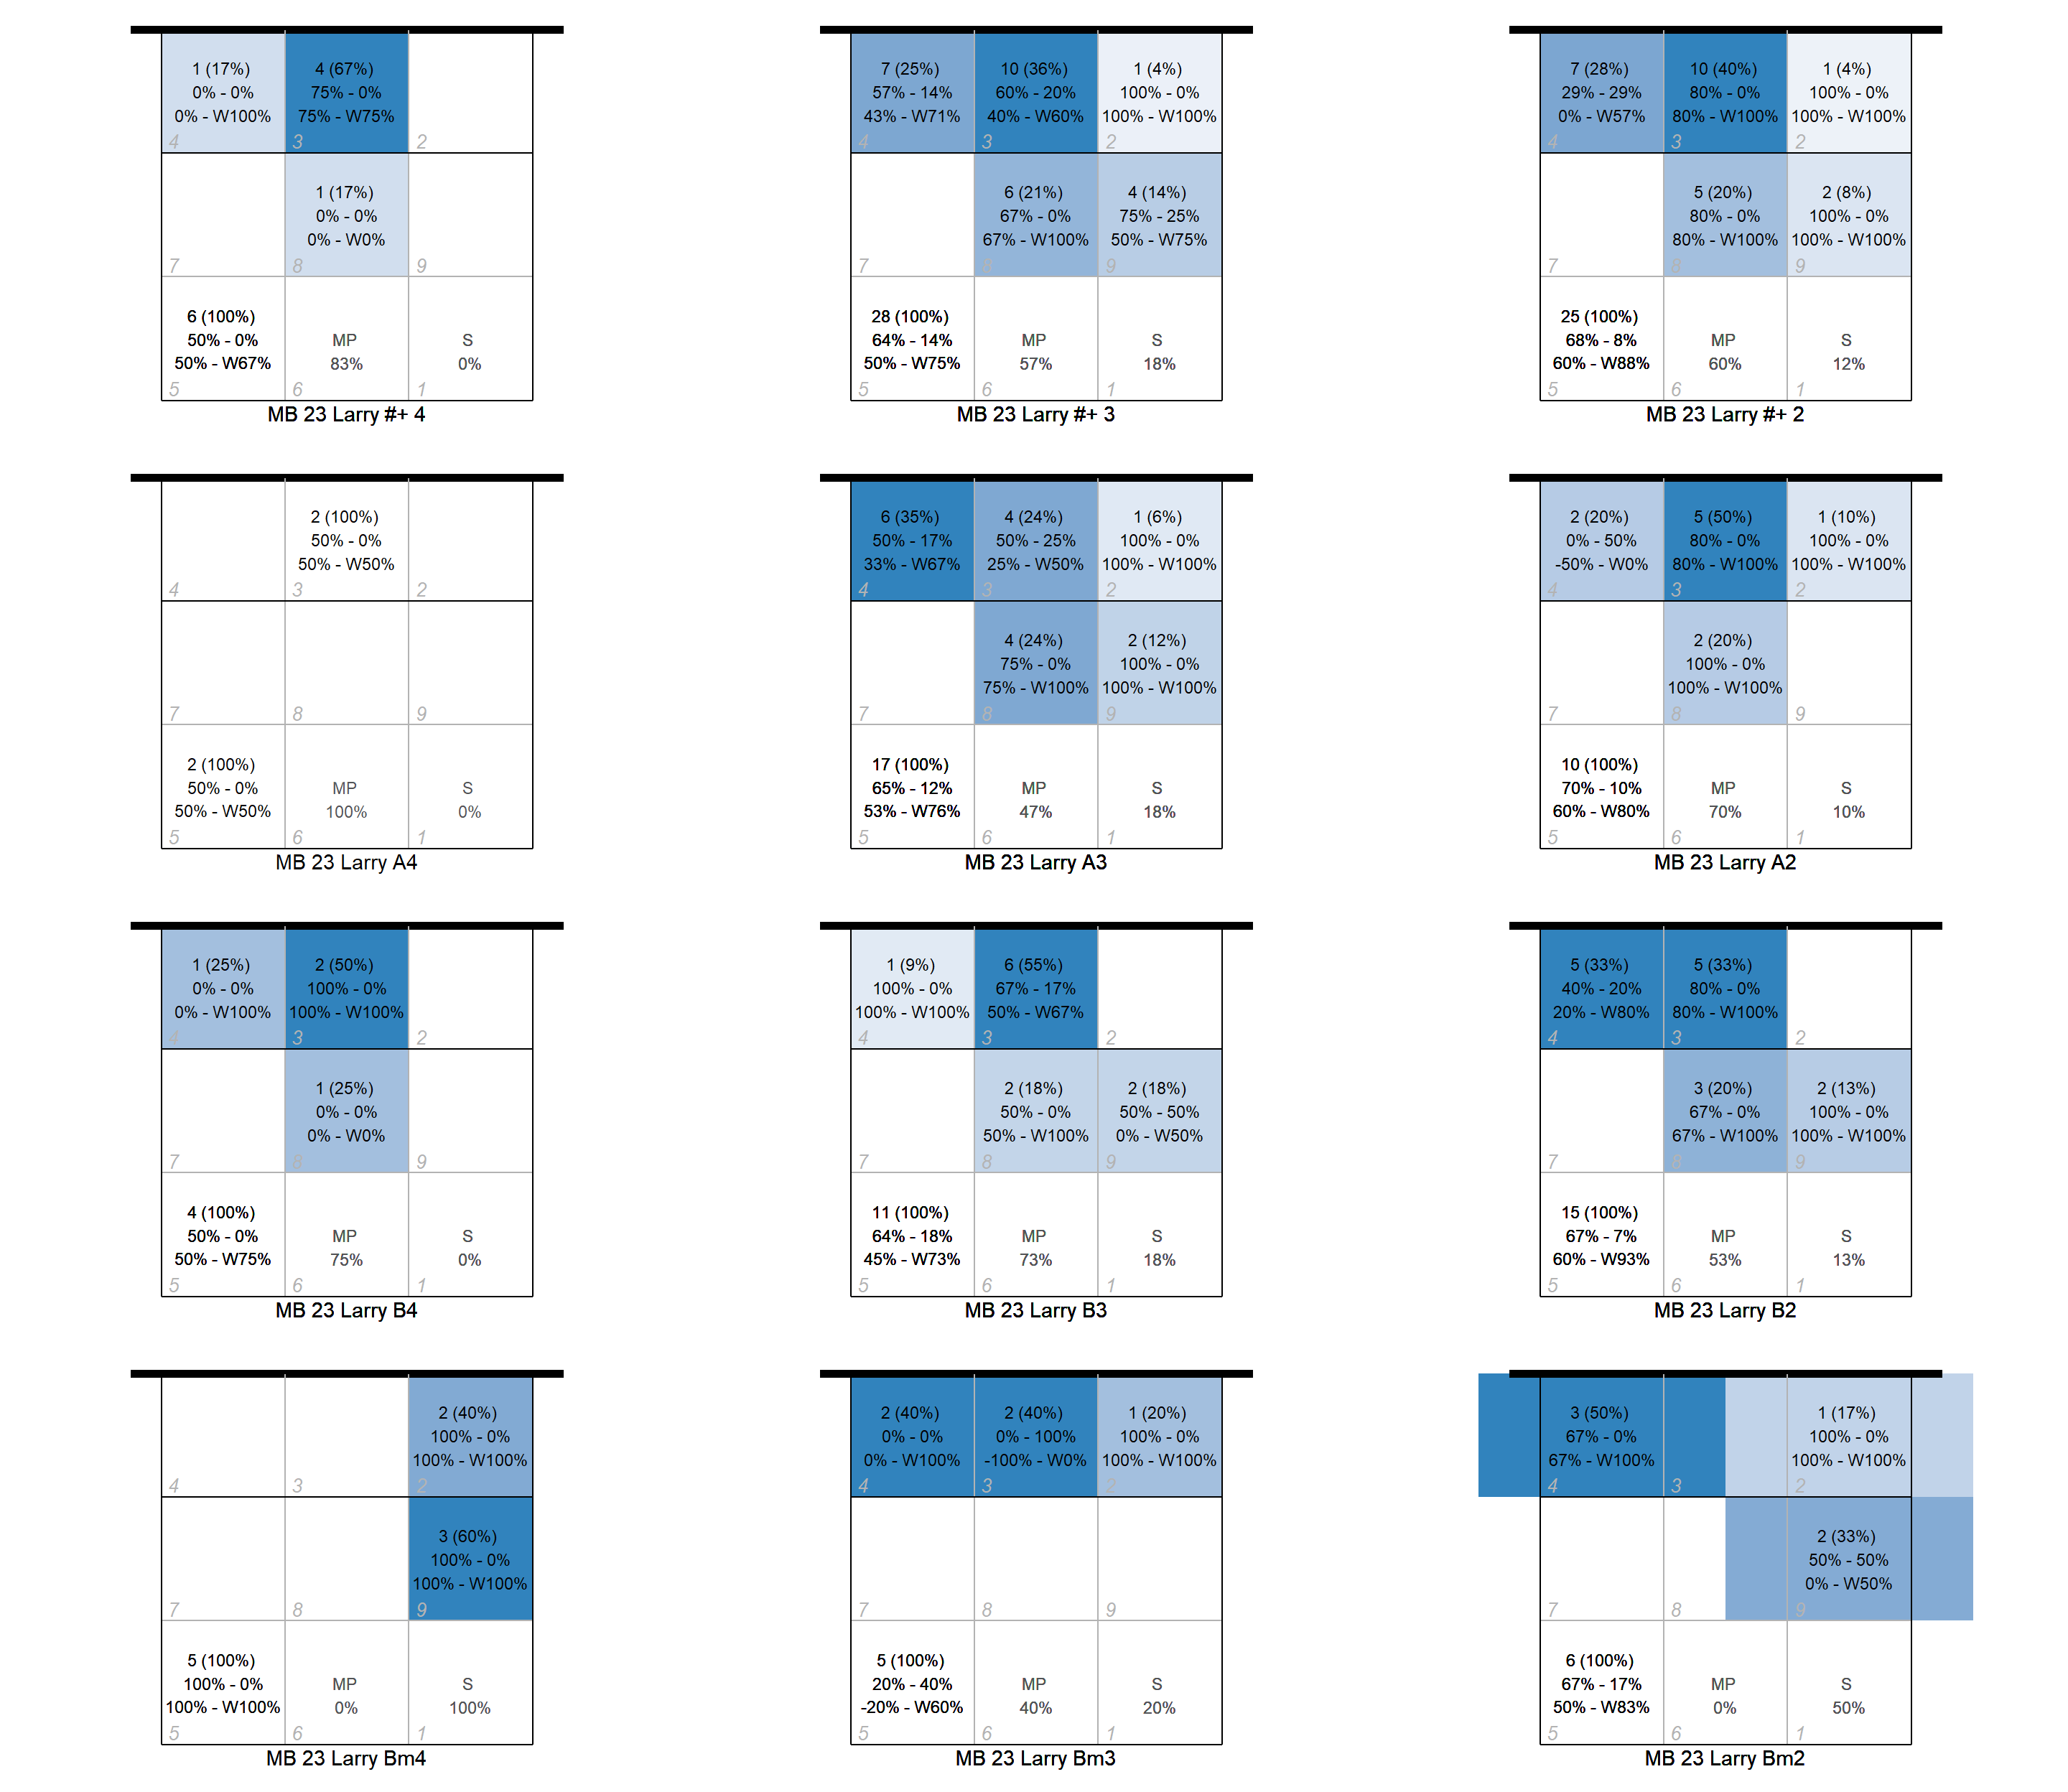 1 (17%)
0% - 0%
0% - W100%
4
4 (67%)
75% - 0%
75% - W75%
3
2
7
1 (17%)
0% - 0%
0% - W0%
8
9
6 (100%)
50% - 0%
50% - W67%
5
MP
83%
6
S
0%
1
MB 23 Larry #+ 4
7 (25%)
57% - 14%
43% - W71%
4
10 (36%)
60% - 20%
40% - W60%
3
1 (4%)
100% - 0%
100% - W100%
2
7
6 (21%)
67% - 0%
67% - W100%
8
4 (14%)
75% - 25%
50% - W75%
9
28 (100%)
64% - 14%
50% - W75%
5
MP
57%
6
S
18%
1
MB 23 Larry #+ 3
7 (28%)
29% - 29%
0% - W57%
4
10 (40%)
80% - 0%
80% - W100%
3
1 (4%)
100% - 0%
100% - W100%
2
7
5 (20%)
80% - 0%
80% - W100%
8
2 (8%)
100% - 0%
100% - W100%
9
25 (100%)
68% - 8%
60% - W88%
5
MP
60%
6
S
12%
1
MB 23 Larry #+ 2
4
2 (100%)
50% - 0%
50% - W50%
3
2
7
8
9
2 (100%)
50% - 0%
50% - W50%
5
MP
100%
6
S
0%
1
MB 23 Larry A4
6 (35%)
50% - 17%
33% - W67%
4
4 (24%)
50% - 25%
25% - W50%
3
1 (6%)
100% - 0%
100% - W100%
2
7
4 (24%)
75% - 0%
75% - W100%
8
2 (12%)
100% - 0%
100% - W100%
9
17 (100%)
65% - 12%
53% - W76%
5
MP
47%
6
S
18%
1
MB 23 Larry A3
2 (20%)
0% - 50%
-50% - W0%
4
5 (50%)
80% - 0%
80% - W100%
3
1 (10%)
100% - 0%
100% - W100%
2
7
2 (20%)
100% - 0%
100% - W100%
8
9
10 (100%)
70% - 10%
60% - W80%
5
MP
70%
6
S
10%
1
MB 23 Larry A2
1 (25%)
0% - 0%
0% - W100%
4
2 (50%)
100% - 0%
100% - W100%
3
2
7
1 (25%)
0% - 0%
0% - W0%
8
9
4 (100%)
50% - 0%
50% - W75%
5
MP
75%
6
S
0%
1
MB 23 Larry B4
1 (9%)
100% - 0%
100% - W100%
4
6 (55%)
67% - 17%
50% - W67%
3
2
7
2 (18%)
50% - 0%
50% - W100%
8
2 (18%)
50% - 50%
0% - W50%
9
11 (100%)
64% - 18%
45% - W73%
5
MP
73%
6
S
18%
1
MB 23 Larry B3
5 (33%)
40% - 20%
20% - W80%
4
5 (33%)
80% - 0%
80% - W100%
3
2
7
3 (20%)
67% - 0%
67% - W100%
8
2 (13%)
100% - 0%
100% - W100%
9
15 (100%)
67% - 7%
60% - W93%
5
MP
53%
6
S
13%
1
MB 23 Larry B2
4
3
2 (40%)
100% - 0%
100% - W100%
2
7
8
3 (60%)
100% - 0%
100% - W100%
9
5 (100%)
100% - 0%
100% - W100%
5
MP
0%
6
S
100%
1
MB 23 Larry Bm4
2 (40%)
0% - 0%
0% - W100%
4
2 (40%)
0% - 100%
-100% - W0%
3
1 (20%)
100% - 0%
100% - W100%
2
7
8
9
5 (100%)
20% - 40%
-20% - W60%
5
MP
40%
6
S
20%
1
MB 23 Larry Bm3
3 (50%)
67% - 0%
67% - W100%
4
3
1 (17%)
100% - 0%
100% - W100%
2
7
8
2 (33%)
50% - 50%
0% - W50%
9
6 (100%)
67% - 17%
50% - W83%
5
MP
0%
6
S
50%
1
MB 23 Larry Bm2